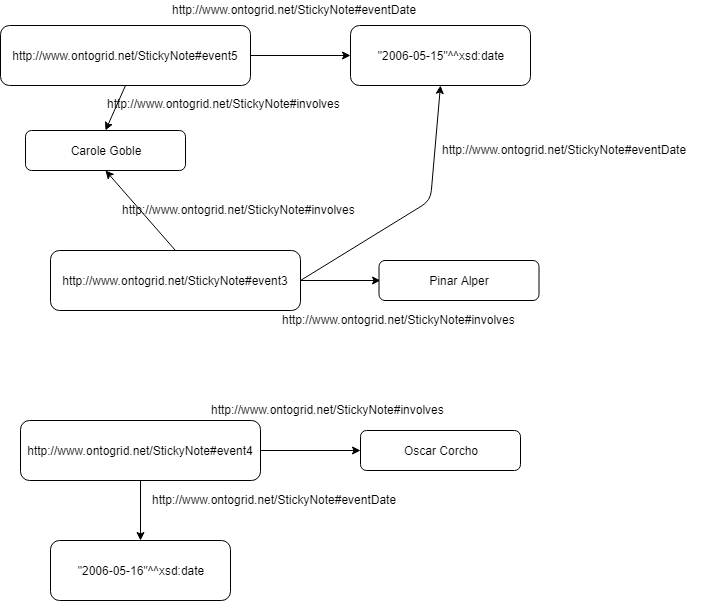 http://www.ontogrid.net/StickyNote#eventDate
http://www.ontogrid.net/StickyNote#event5
"2006-05-15"^^xsd:date
http://www.ontogrid.net/StickyNote#involves
Carole Goble
http://www.ontogrid.net/StickyNote#eventDate
http://www.ontogrid.net/StickyNote#involves
http://www.ontogrid.net/StickyNote#event3
Pinar Alper
http://www.ontogrid.net/StickyNote#involves
http://www.ontogrid.net/StickyNote#involves
http://www.ontogrid.net/StickyNote#event4
Oscar Corcho
http://www.ontogrid.net/StickyNote#eventDate
"2006-05-16"^^xsd:date